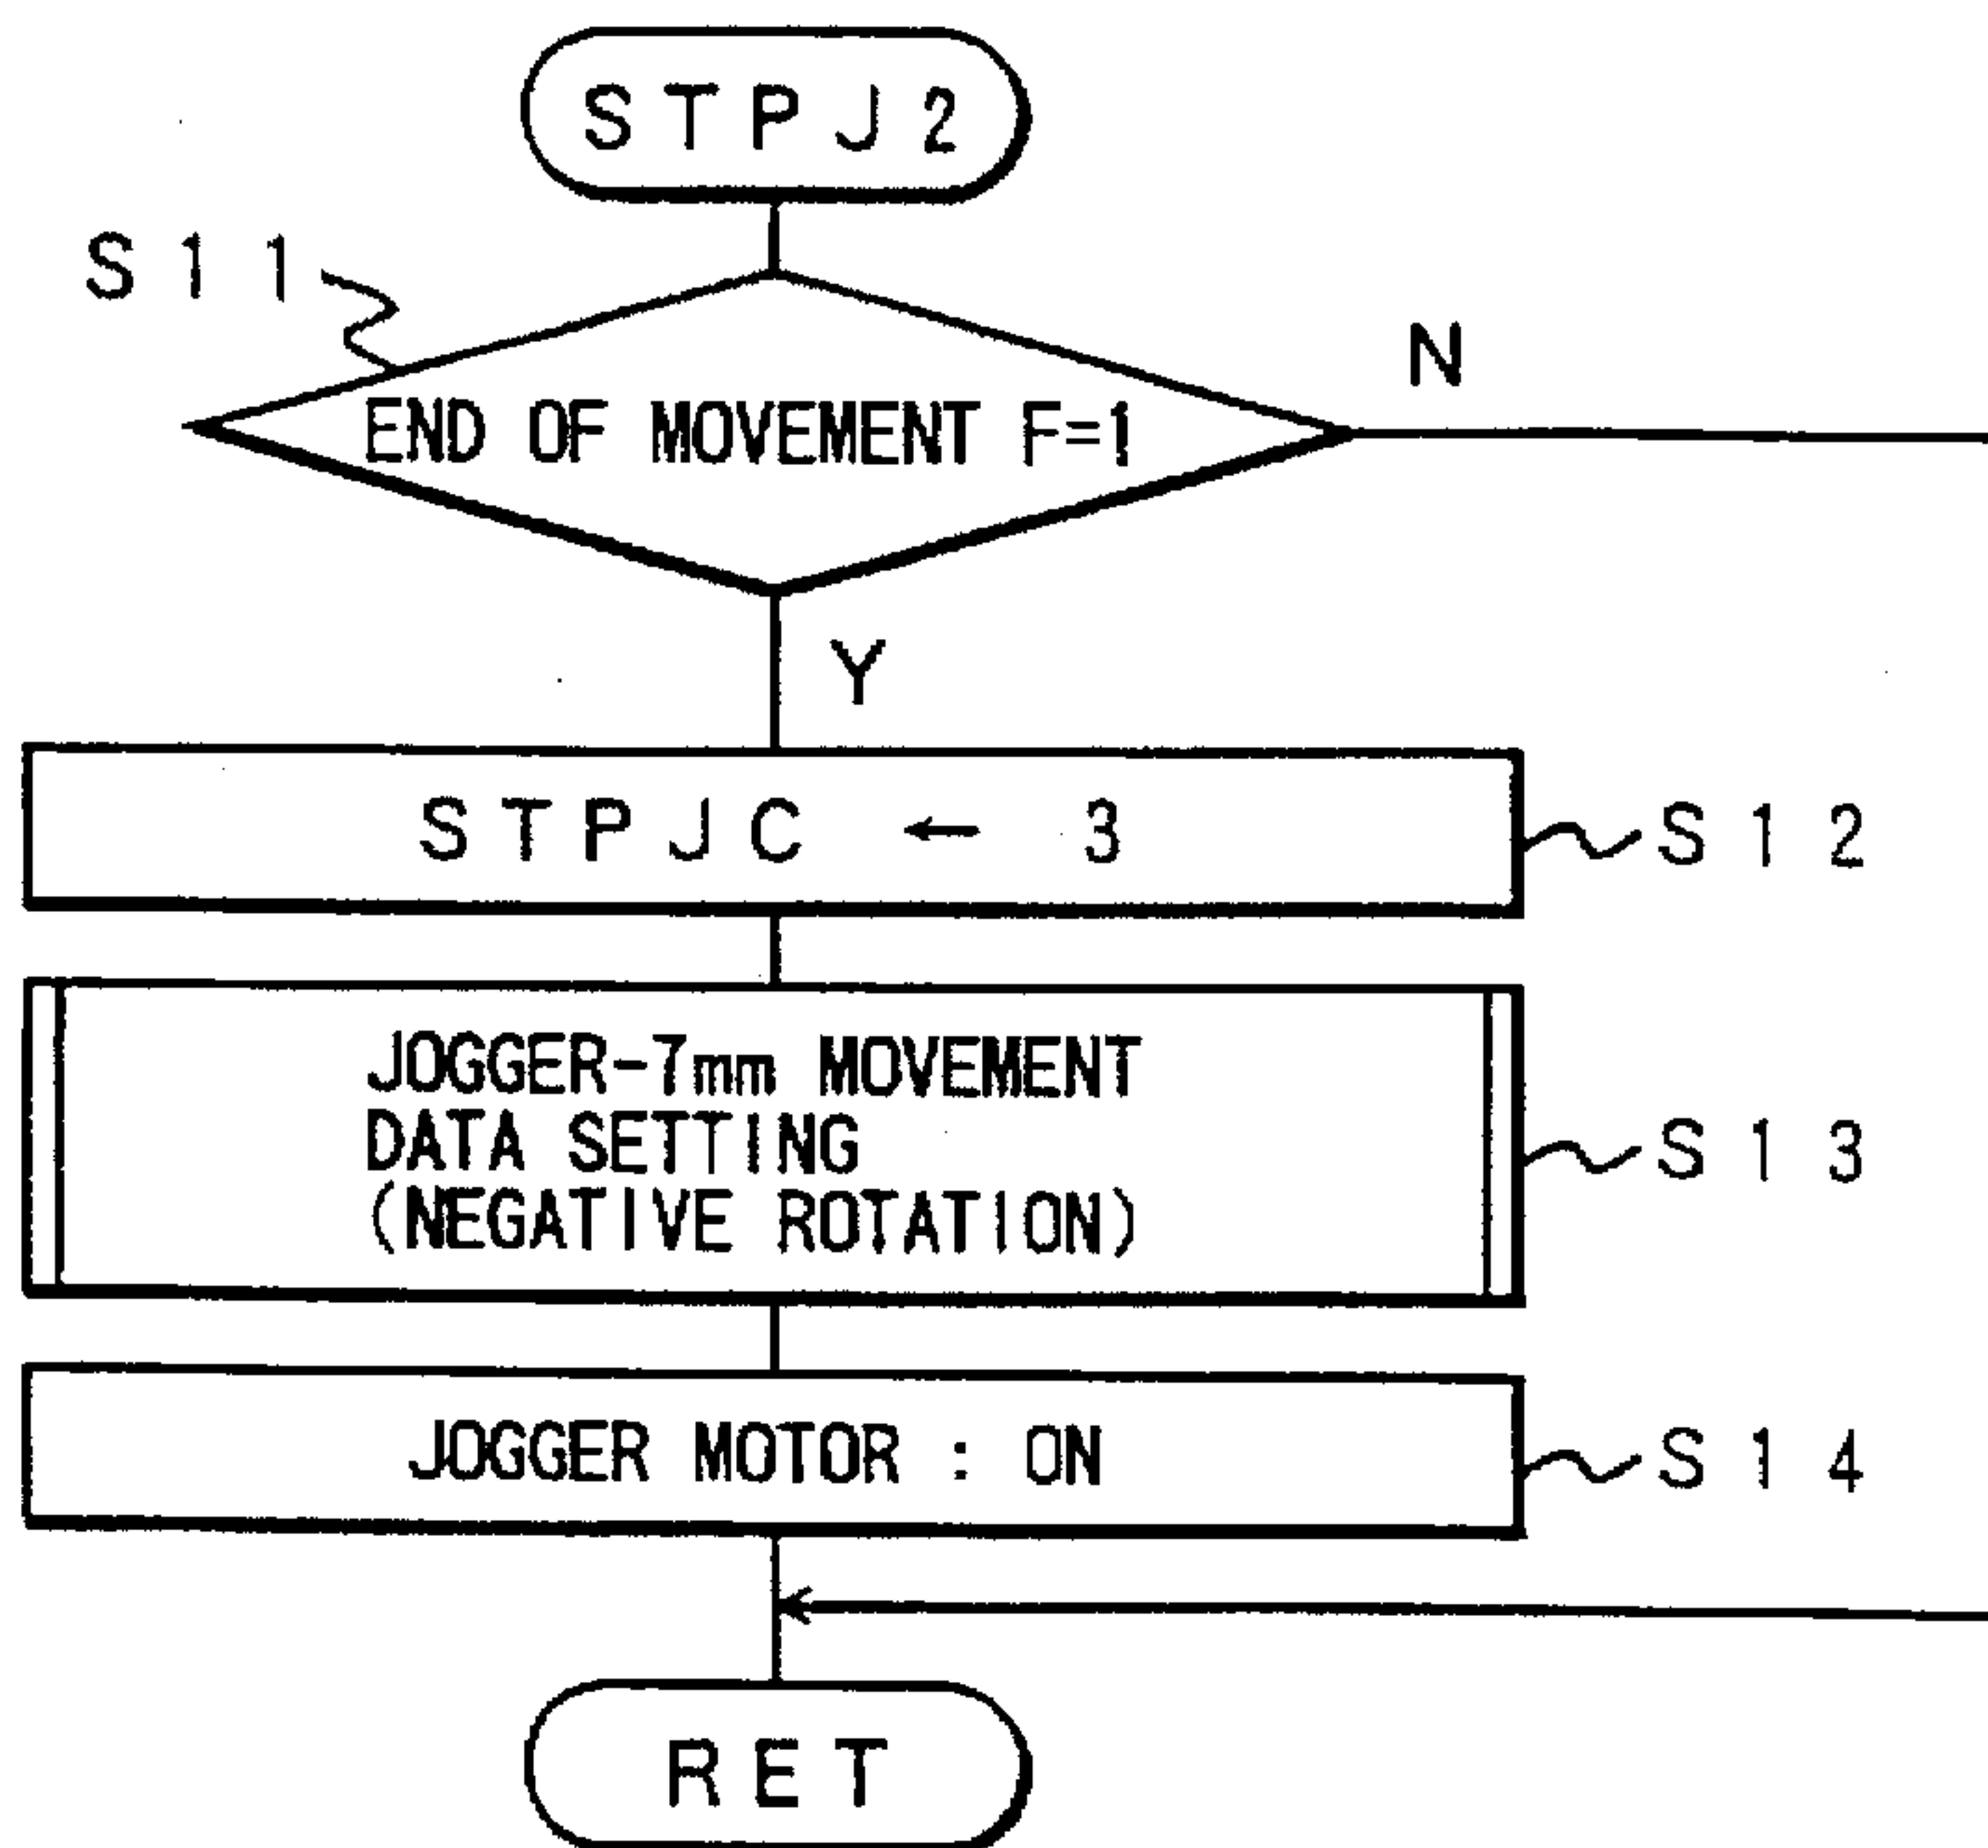 STPJ2
S11
N
END OF MOVEMENT F=1
Y
STPJC ← 3
S12
JOGGER-7mm MOVEMENT
DATA SETTING
(NEGATIVE ROTATION)
S13
JOGGER MOTOR : ON
S14
RET